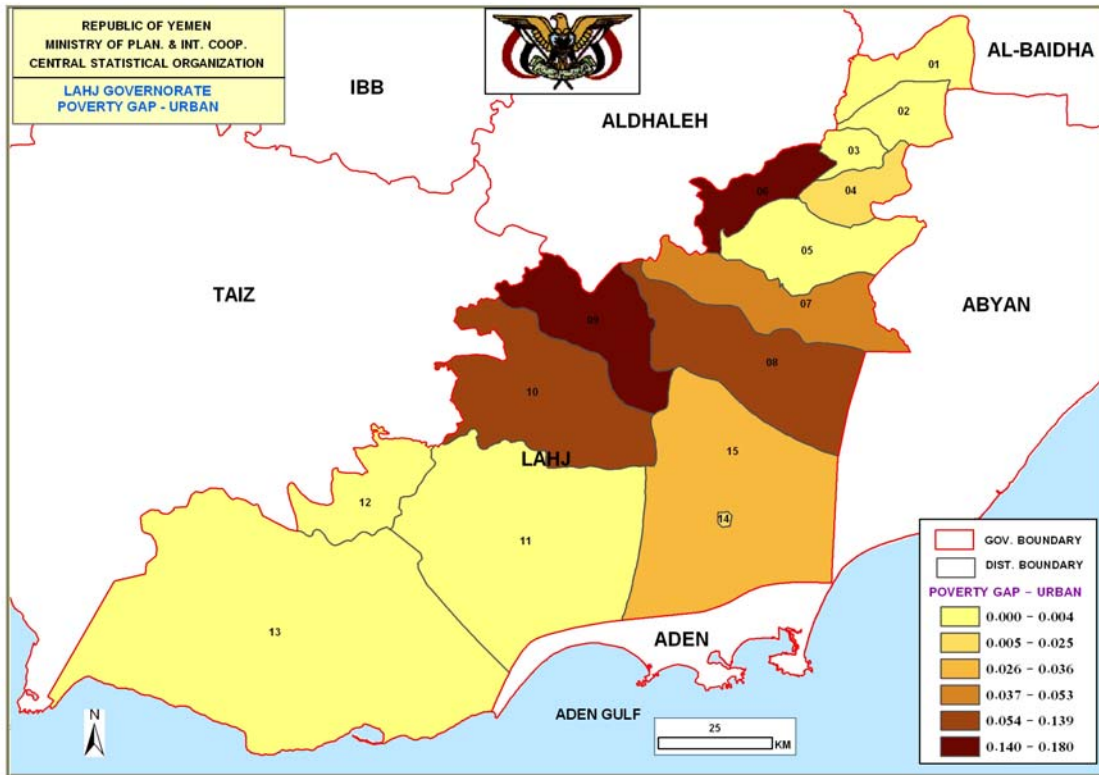 REPUBLIC OF YEMEN
MINISTRY OF PLAN. & INT. COOP.
CENTRAL STATISTICAL ORGANIZATION
LAHJ GOVERNORATE
POVERTY GAP - URBAN
IBB
ALDHALEH
AL-BAIDHA
01
02
03
04
06
05
TAIZ
ABYAN
07
09
08
10
LAHJ
15
12
14
11
13
ADEN
ADEN GULF
N
25
KM
GOV. BOUNDARY
DIST. BOUNDARY
POVERTY GAP – URBAN
0.000 – 0.004
0.005 – 0.025
0.026 – 0.036
0.037 – 0.053
0.054 – 0.139
0.140 – 0.180